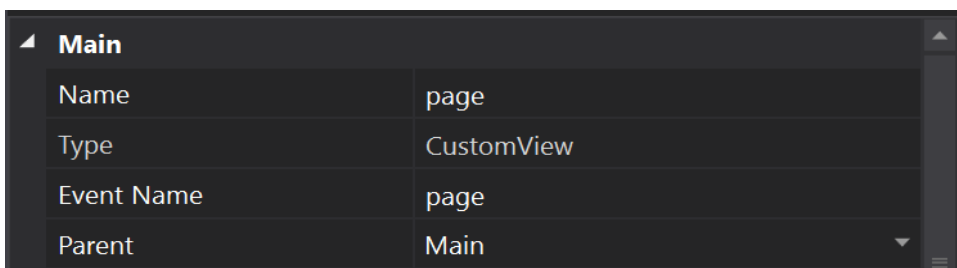 Main
Name page
Type CustomView
Event Name page
Parent Main